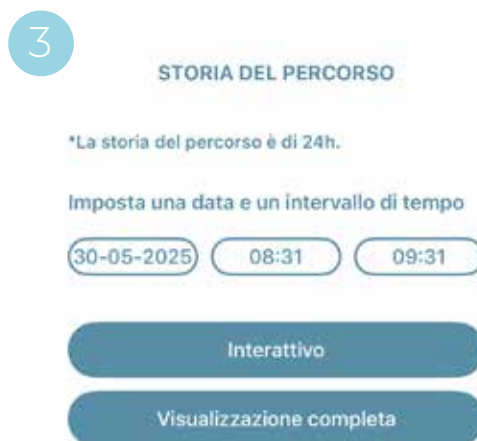 3
STORIA DEL PERCORSO
*La storia del percorso è di 24h.
Imposta una data e un intervallo di tempo
30-05-2025 08:31 09:31
Interattivo
Visualizzazione completa